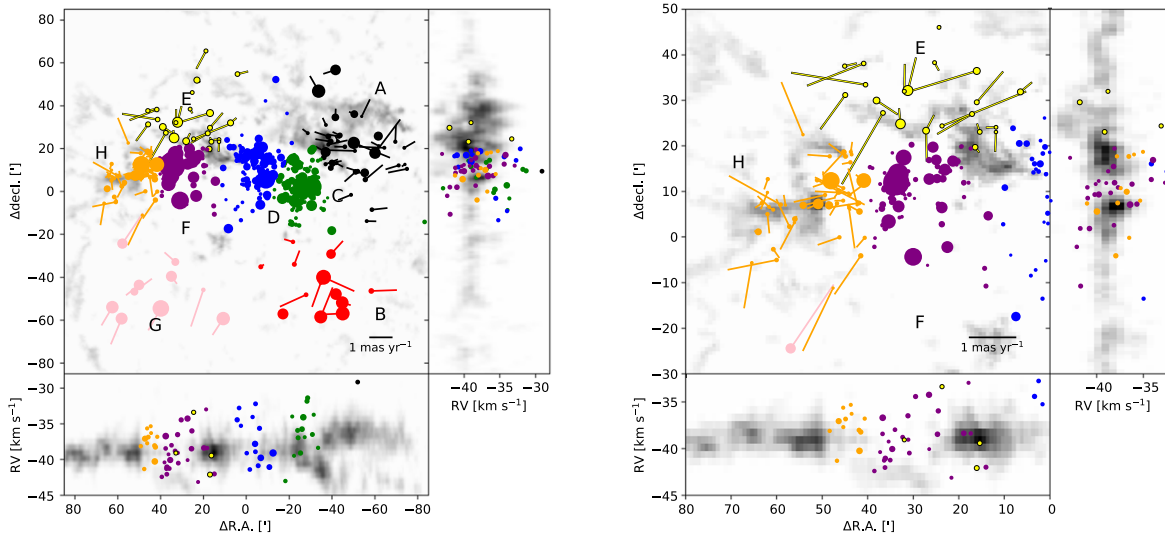 80
60
40
20
0
−20
−40
−60
−80
Δdecl. [']
A
E
H
C
D
F
G
B
1 mas yr⁻¹
−40 −35 −30
RV [km s⁻¹]
−30
−35
−40
−45
RV [km s⁻¹]
80 60 40 20 0 −20 −40 −60 −80
ΔR.A. [']
50
40
30
20
10
0
−10
−20
−30
Δdecl. [']
E
H
F
1 mas yr⁻¹
−40 −35
RV [km s⁻¹]
−35
−40
−45
RV [km s⁻¹]
80 70 60 50 40 30 20 10 0
ΔR.A. [']